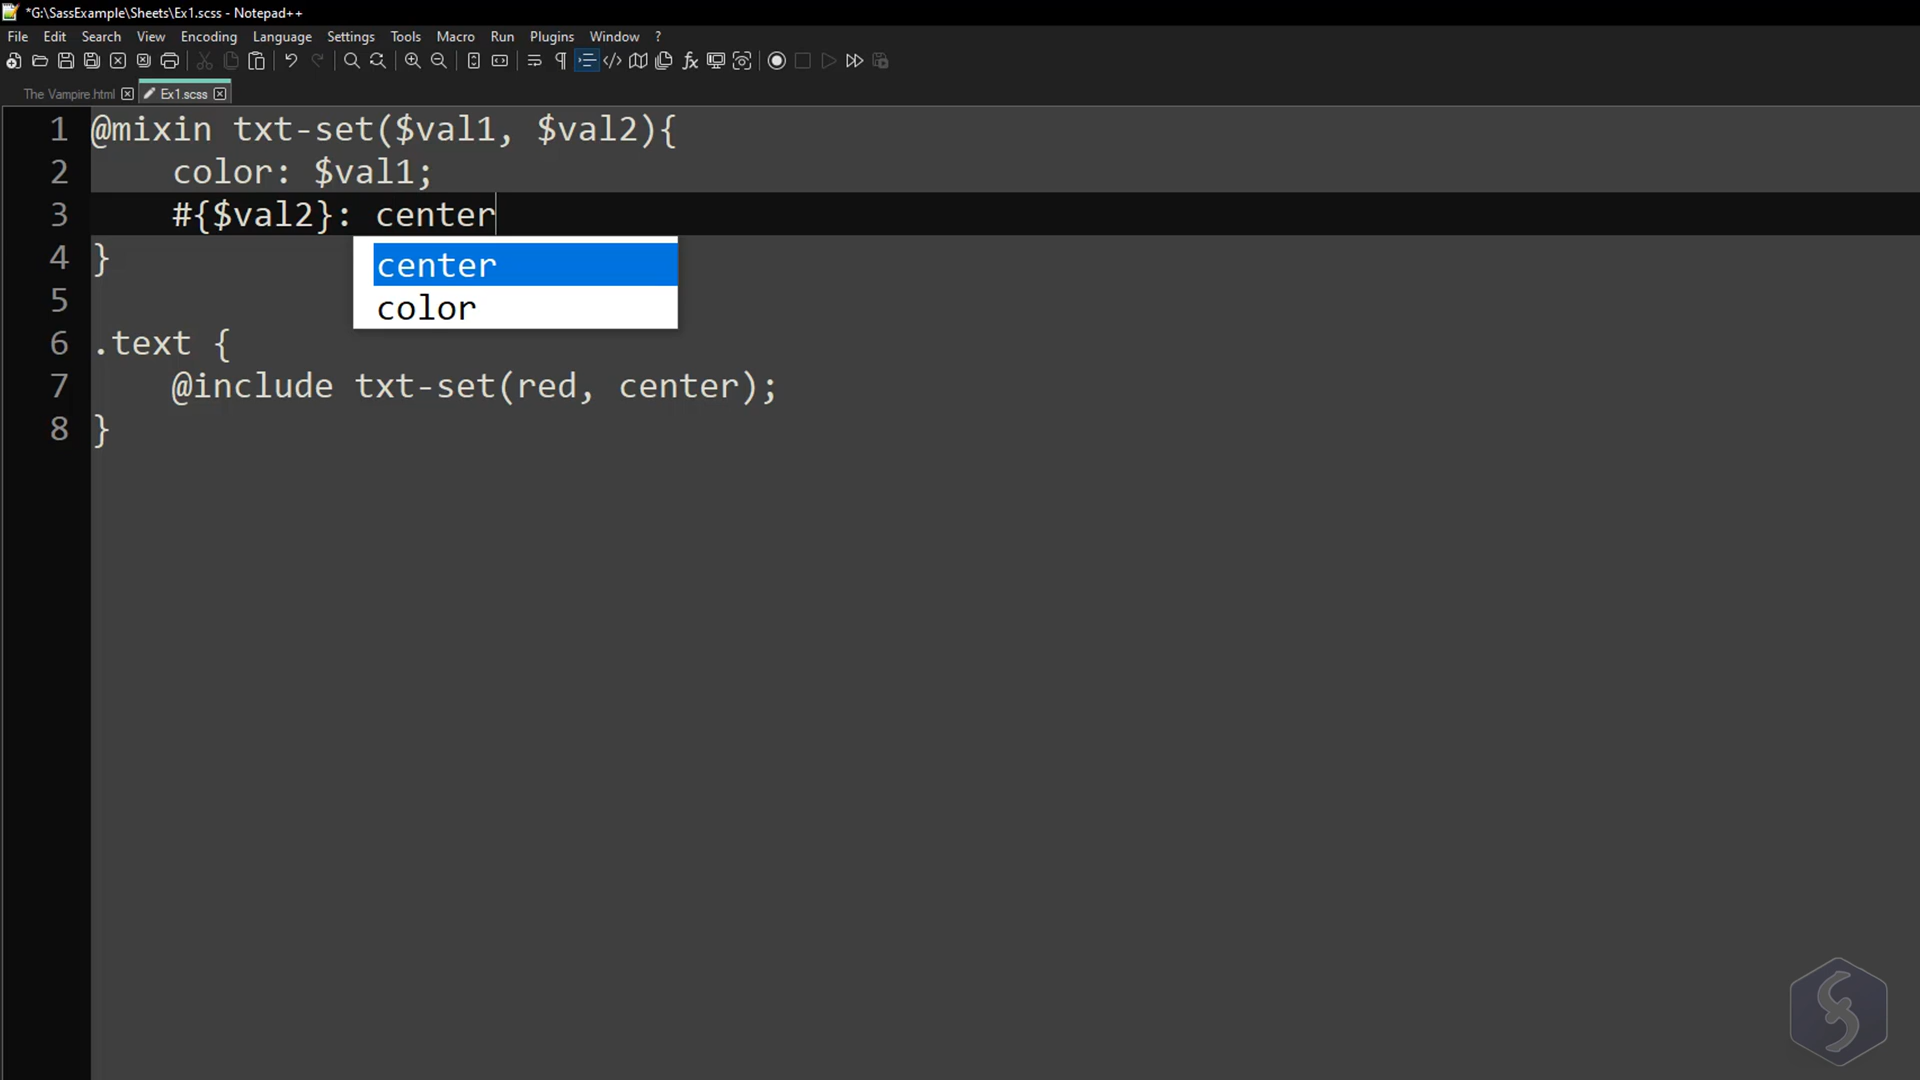 *G:\SassExample\Sheets\Ex1.scss - Notepad++
File Edit Search View Encoding Language Settings Tools Macro Run Plugins Window ?
The Vampire.html Ex1.scss
1 @mixin txt-set($val1, $val2){
2 color: $val1;
3 #{$val2}: center
4 }
center
5
color
6 .text {
7 @include txt-set(red, center);
8 }